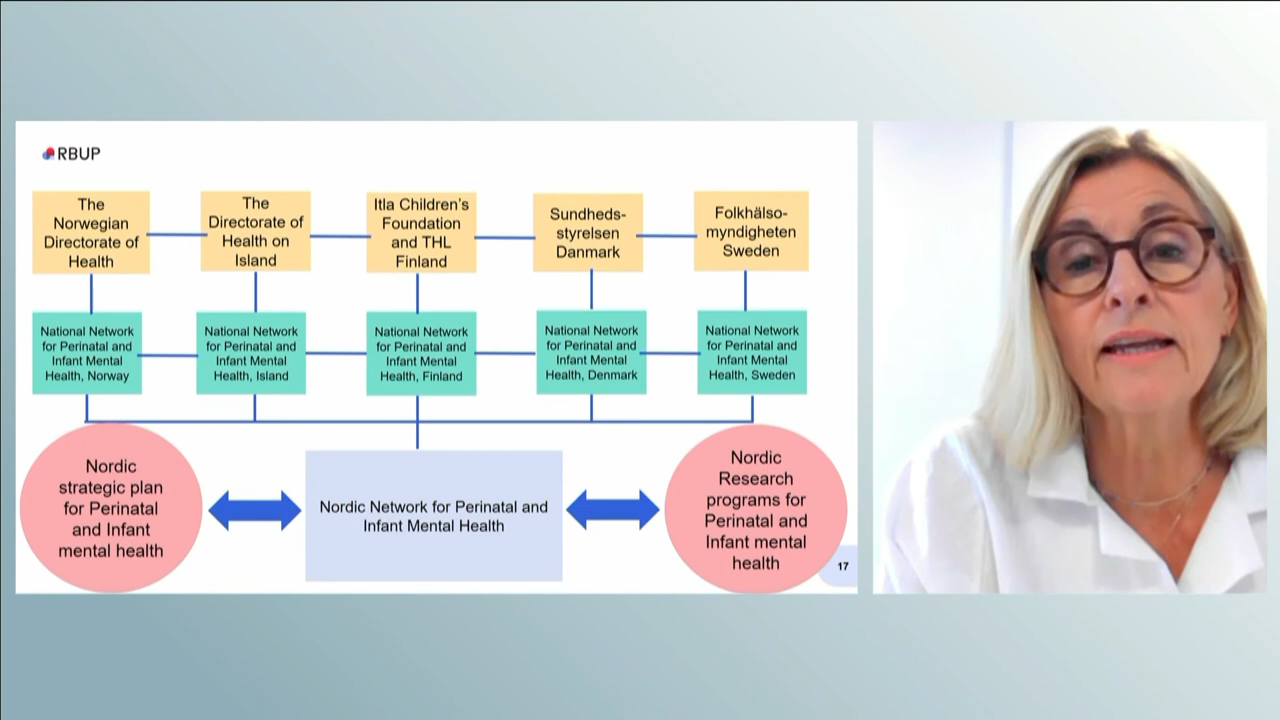 RBUP
The
Norwegian
Directorate of
Health
The
Directorate of
Health on
Island
Itla Children's
Foundation
and THL
Finland
Sundheds-
styrelsen
Danmark
Folkhälso-
myndigheten
Sweden
National Network
for Perinatal and
Infant Mental
Health, Norway
National Network
for Perinatal and
Infant Mental
Health, Island
National Network
for Perinatal and
Infant Mental
Health, Finland
National Network
for Perinatal and
Infant Mental
Health, Denmark
National Network
for Perinatal and
Infant Mental
Health, Sweden
Nordic
strategic plan
for Perinatal
and Infant
mental health
Nordic Network for Perinatal and
Infant Mental Health
Nordic
Research
programs for
Perinatal and
Infant mental
health
17